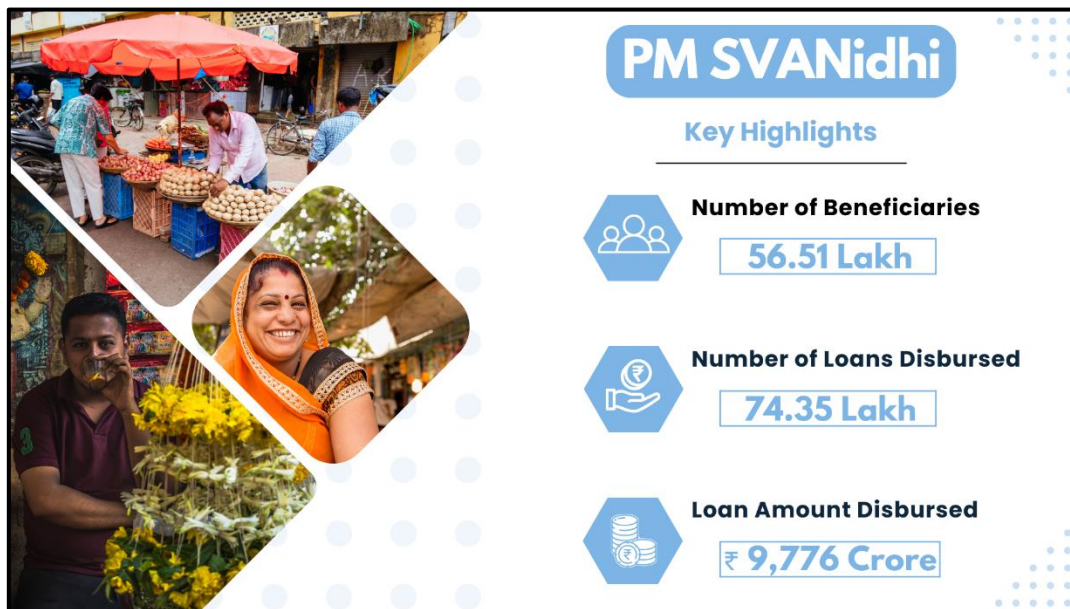 PM SVANidhi
Key Highlights
Number of Beneficiaries
56.51 Lakh
Number of Loans Disbursed
74.35 Lakh
Loan Amount Disbursed
₹ 9,776 Crore
3